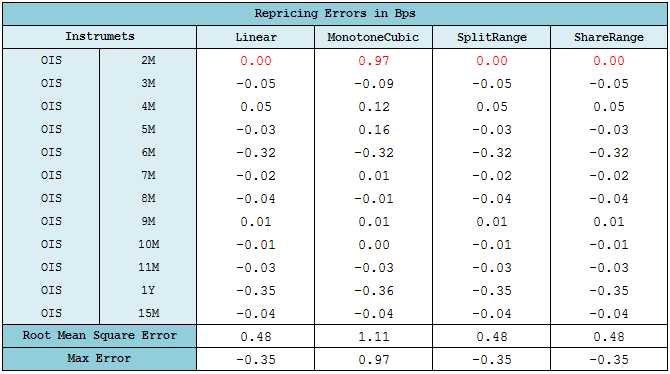 Repricing Errors in Bps
Instrumets Linear MonotoneCubic SplitRange ShareRange
OIS 2M 0.00 0.97 0.00 0.00
OIS 3M -0.05 -0.09 -0.05 -0.05
OIS 4M 0.05 0.12 0.05 0.05
OIS 5M -0.03 0.16 -0.03 -0.03
OIS 6M -0.32 -0.32 -0.32 -0.32
OIS 7M -0.02 0.01 -0.02 -0.02
OIS 8M -0.04 -0.01 -0.04 -0.04
OIS 9M 0.01 0.01 0.01 0.01
OIS 10M -0.01 0.00 -0.01 -0.01
OIS 11M -0.03 -0.03 -0.03 -0.03
OIS 1Y -0.35 -0.36 -0.35 -0.35
OIS 15M -0.04 -0.04 -0.04 -0.04
Root Mean Square Error 0.48 1.11 0.48 0.48
Max Error -0.35 0.97 -0.35 -0.35